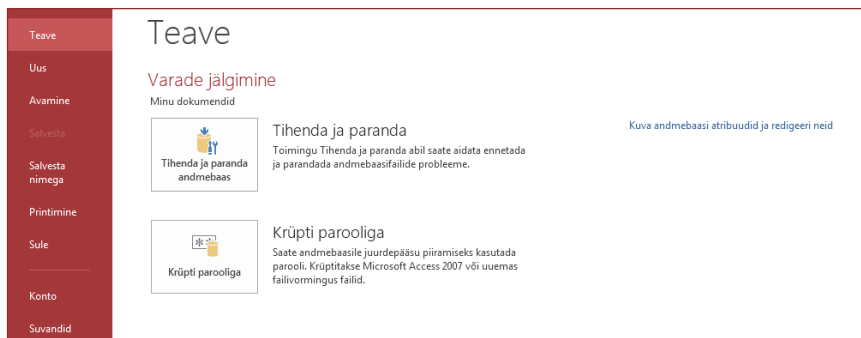 Teave
Uus
Avamine
Salvesta
Salvesta
nimega
Printimine
Sule
Konto
Suvandid
Teave
Varade jälgimine
Minu dokumendid
Tihenda ja paranda
andmebaas
Tihenda ja paranda
Toimingu Tihenda ja paranda abil saate aidata ennetada
ja parandada andmebaasifailide probleeme.
Kuva andmebaasi atribuudid ja redigeeri neid
Krüpti parooliga
Krüpti parooliga
Saate andmebaasile juurdepääsu piiramiseks kasutada
parooli. Krüptitakse Microsoft Access 2007 või uuemas
failivormingus failid.